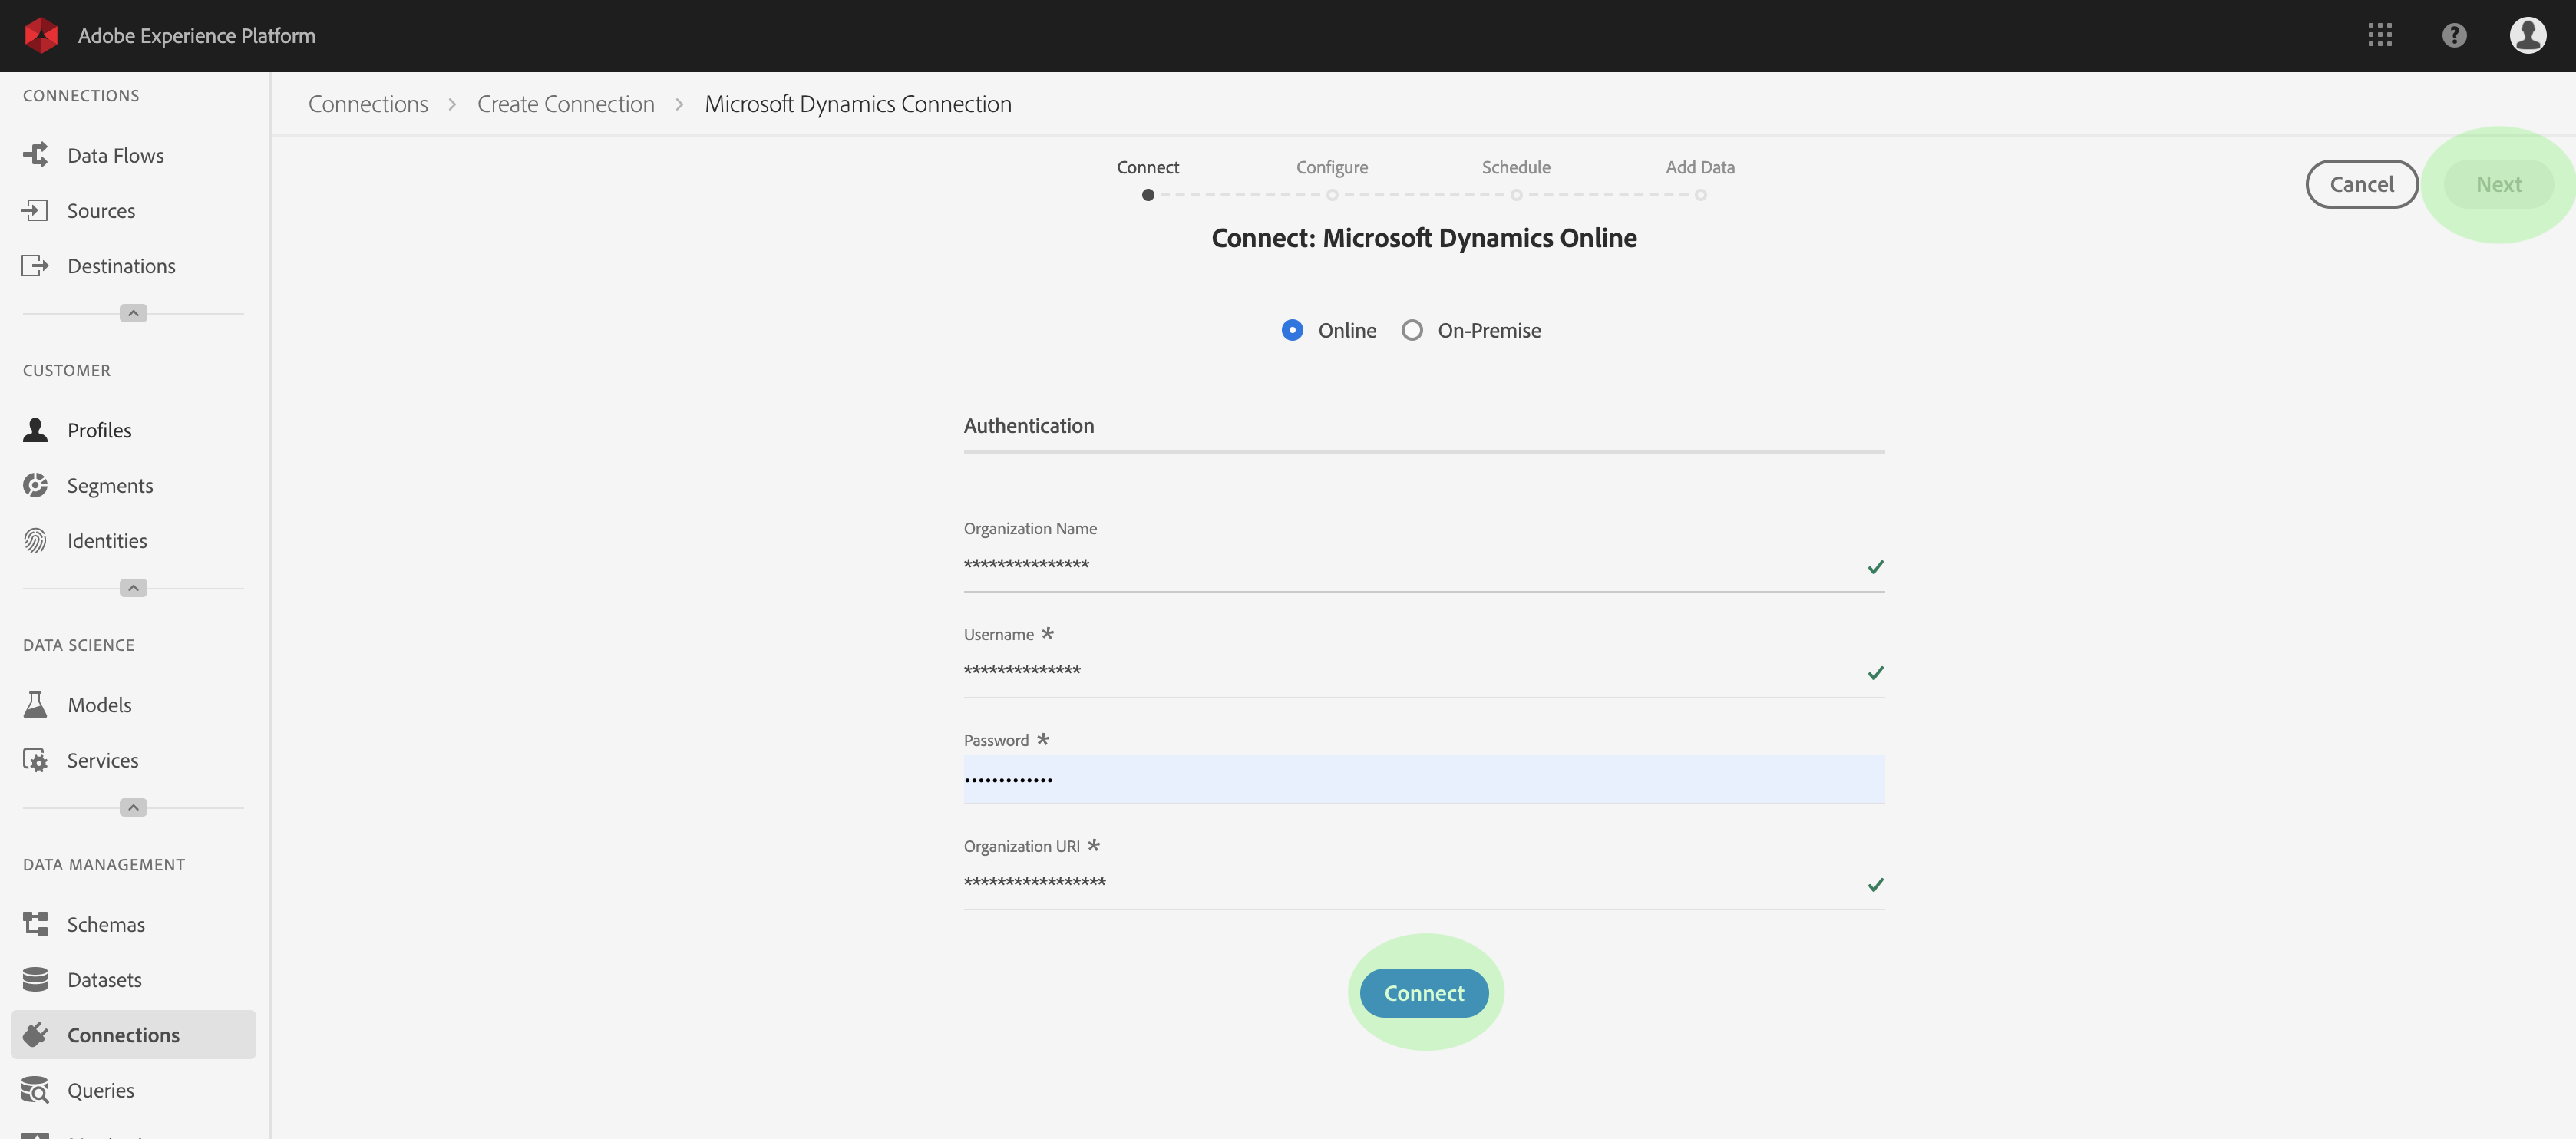 Adobe Experience Platform
?
CONNECTIONS
Data Flows
Sources
Destinations
CUSTOMER
Profiles
Segments
Identities
DATA SCIENCE
Models
Services
DATA MANAGEMENT
Schemas
Datasets
Connections
Queries
Connections > Create Connection > Microsoft Dynamics Connection
Connect Configure Schedule Add Data
Cancel Next
Connect: Microsoft Dynamics Online
Online On-Premise
Authentication
Organization Name
***************
Username *
**************
Password *
•••••••••••••
Organization URI *
*****************
Connect